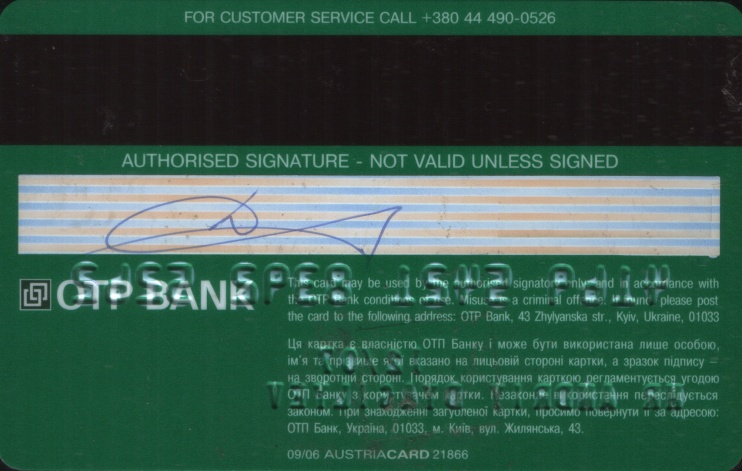 FOR CUSTOMER SERVICE CALL +380 44 490-0526
AUTHORISED SIGNATURE - NOT VALID UNLESS SIGNED
OTP BANK
This card may be used by the authorised signatory only and in accordance with
the OTP Bank conditions of use. Misuse is a criminal offence. If found, please post
the card to the following address: OTP Bank, 43 Zhylyanska str., Kyiv, Ukraine, 01033
Ця картка є власністю ОТП Банку і може бути використана лише особою,
ім'я та прізвище якої вказано на лицьовій стороні картки, а зразок підпису –
на зворотній стороні. Порядок користування карткою регламентується угодою
ОТП Банку з користувачем картки. Незаконне використання переслідується
законом. При знаходженні загубленої картки, просимо повернути її за адресою:
ОТП Банк, Україна, 01033, м. Київ, вул. Жилянська, 43.
09/06 AUSTRIACARD 21866